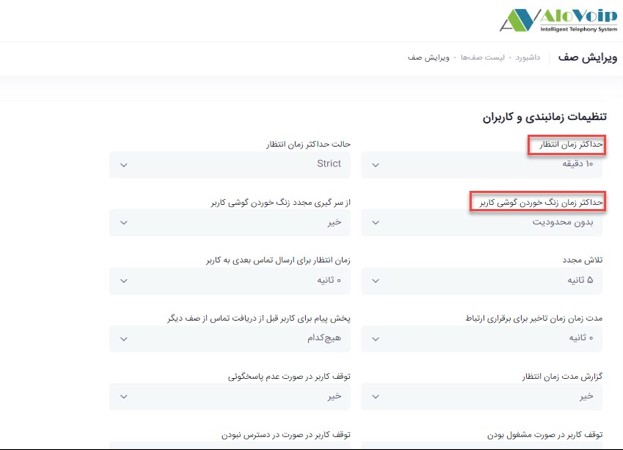 AloVoip
Intelligent Telephony System
ویرایش صف
داشبورد - لیست صف‌ها - ویرایش صف
تنظیمات زمانبندی و کاربران
حداکثر زمان انتظار
حالت حداکثر زمان انتظار
۱۰ دقیقه
Strict
حداکثر زمان زنگ خوردن گوشی کاربر
از سر گیری مجدد زنگ خوردن گوشی کاربر
بدون محدودیت
خیر
تلاش مجدد
زمان انتظار برای ارسال تماس بعدی به کاربر
۵ ثانیه
۰ ثانیه
مدت زمان زمان تاخیر برای برقراری ارتباط
پخش پیام برای کاربر قبل از دریافت تماس از صف دیگر
۰ ثانیه
هیچ‌کدام
گزارش مدت زمان انتظار
توقف کاربر در صورت عدم پاسخگوئی
خیر
خیر
توقف کاربر در صورت مشغول بودن
توقف کاربر در صورت در دسترس نبودن